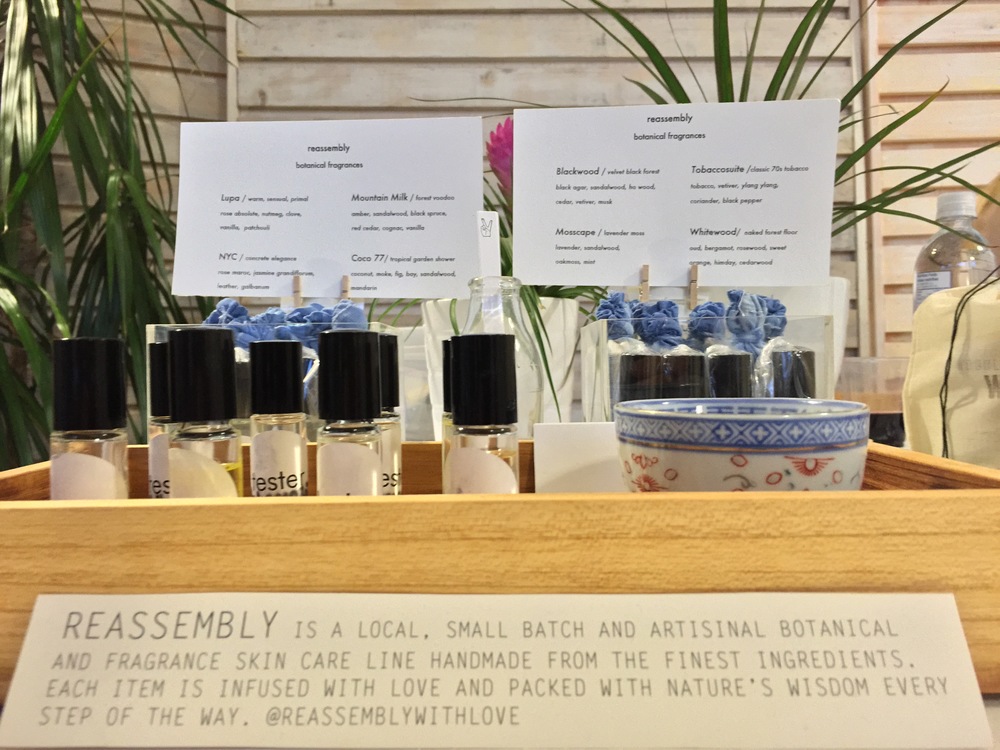 reassembly
botanical fragrances
Lupa / warm, sensual, primal
rose absolute, nutmeg, clove,
vanilla, patchouli
Mountain Milk / forest voodoo
amber, sandalwood, black spruce,
red cedar, cognac, vanilla
NYC / concrete elegance
rose maroc, jasmine grandiflorum,
leather, galbanum
Coco 77/ tropical garden shower
coconut, moke, fig, bay, sandalwood,
mandarin
reassembly
botanical fragrances
Blackwood / velvet black forest
black agar, sandalwood, ho wood,
cedar, vetiver, musk
Tobaccosuite /classic 70s tobacco
tobacco, vetiver, ylang ylang,
coriander, black pepper
Mosscape / lavender moss
lavender, sandalwood,
oakmoss, mint
Whitewood/ naked forest floor
oud, bergamot, rosewood, sweet
orange, himday, cedarwood
tester
REASSEMBLY IS A LOCAL, SMALL BATCH AND ARTISINAL BOTANICAL
AND FRAGRANCE SKIN CARE LINE HANDMADE FROM THE FINEST INGREDIENTS.
EACH ITEM IS INFUSED WITH LOVE AND PACKED WITH NATURE'S WISDOM EVERY
STEP OF THE WAY. @REASSEMBLYWITHLOVE